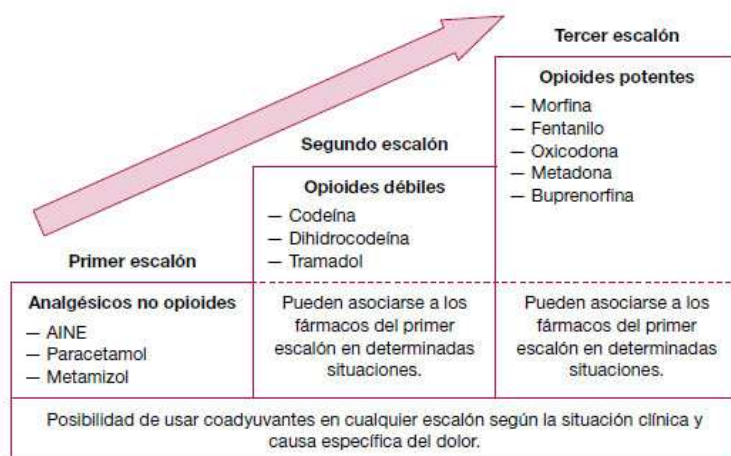 Primer escalón
Analgésicos no opioides
— AINE
— Paracetamol
— Metamizol
Segundo escalón
Opioides débiles
— Codeína
— Dihidrocodeína
— Tramadol
Pueden asociarse a los
fármacos del primer
escalón en determinadas
situaciones.
Tercer escalón
Opioides potentes
— Morfina
— Fentanilo
— Oxicodona
— Metadona
— Buprenorfina
Pueden asociarse a los
fármacos del primer
escalón en determinadas
situaciones.
Posibilidad de usar coadyuvantes en cualquier escalón según la situación clínica y
causa específica del dolor.